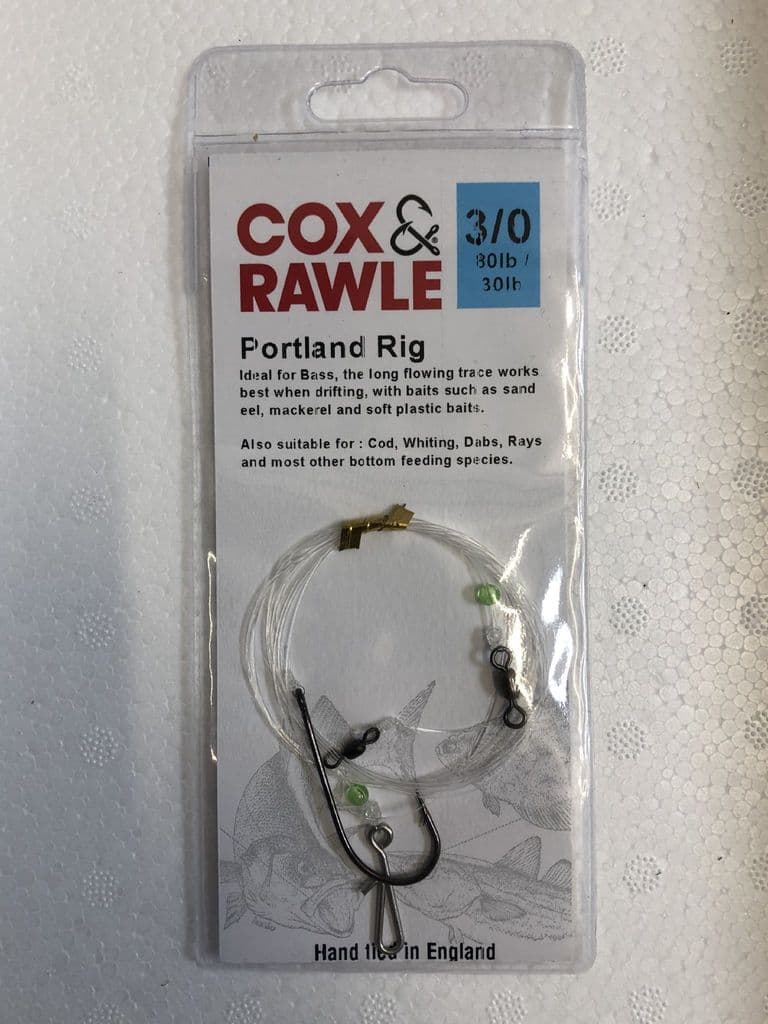 COX &
RAWLE
3/0
80lb /
30lb
Portland Rig
Ideal for Bass, the long flowing trace works
best when drifting, with baits such as sand
eel, mackerel and soft plastic baits.
Also suitable for : Cod, Whiting, Dabs, Rays
and most other bottom feeding species.
Hand tied in England